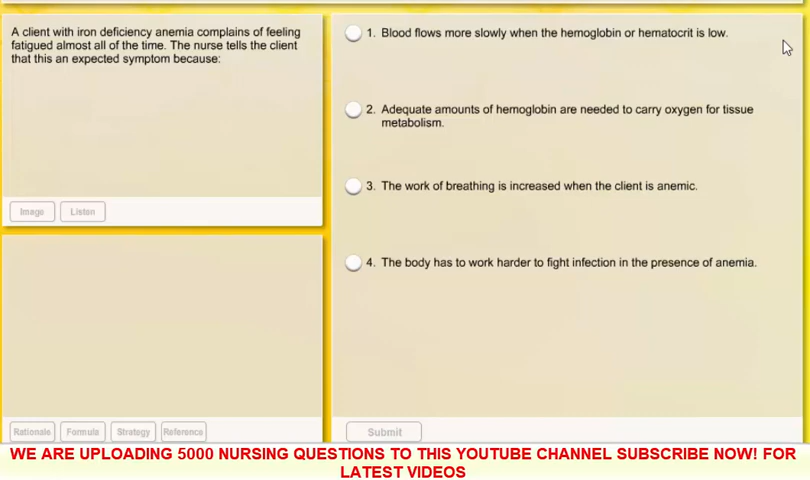 A client with iron deficiency anemia complains of feeling
fatigued almost all of the time. The nurse tells the client
that this an expected symptom because:
Image
Listen
1. Blood flows more slowly when the hemoglobin or hematocrit is low.
2. Adequate amounts of hemoglobin are needed to carry oxygen for tissue
metabolism.
3. The work of breathing is increased when the client is anemic.
4. The body has to work harder to fight infection in the presence of anemia.
Rationale
Formula
Strategy
Reference
Submit
WE ARE UPLOADING 5000 NURSING QUESTIONS TO THIS YOUTUBE CHANNEL SUBSCRIBE NOW! FOR
LATEST VIDEOS